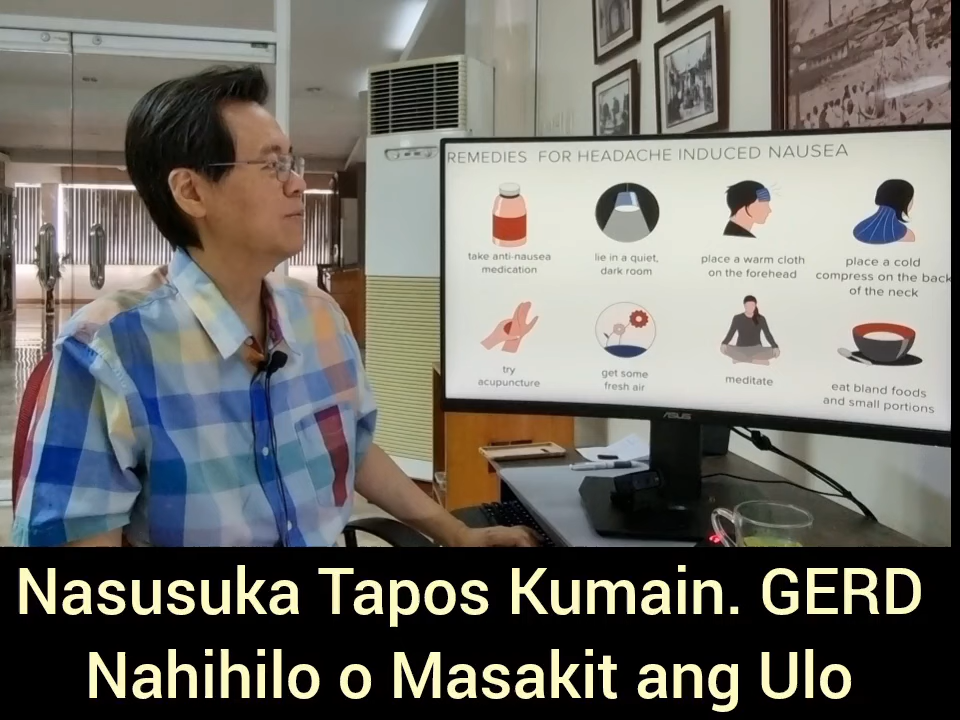 REMEDIES FOR HEADACHE INDUCED NAUSEA
take anti-nausea
medication
lie in a quiet,
dark room
place a warm cloth
on the forehead
place a cold
compress on the back
of the neck
try
acupuncture
get some
fresh air
meditate
eat bland foods
and small portions
ASUS
Nasusuka Tapos Kumain. GERD
Nahihilo o Masakit ang Ulo